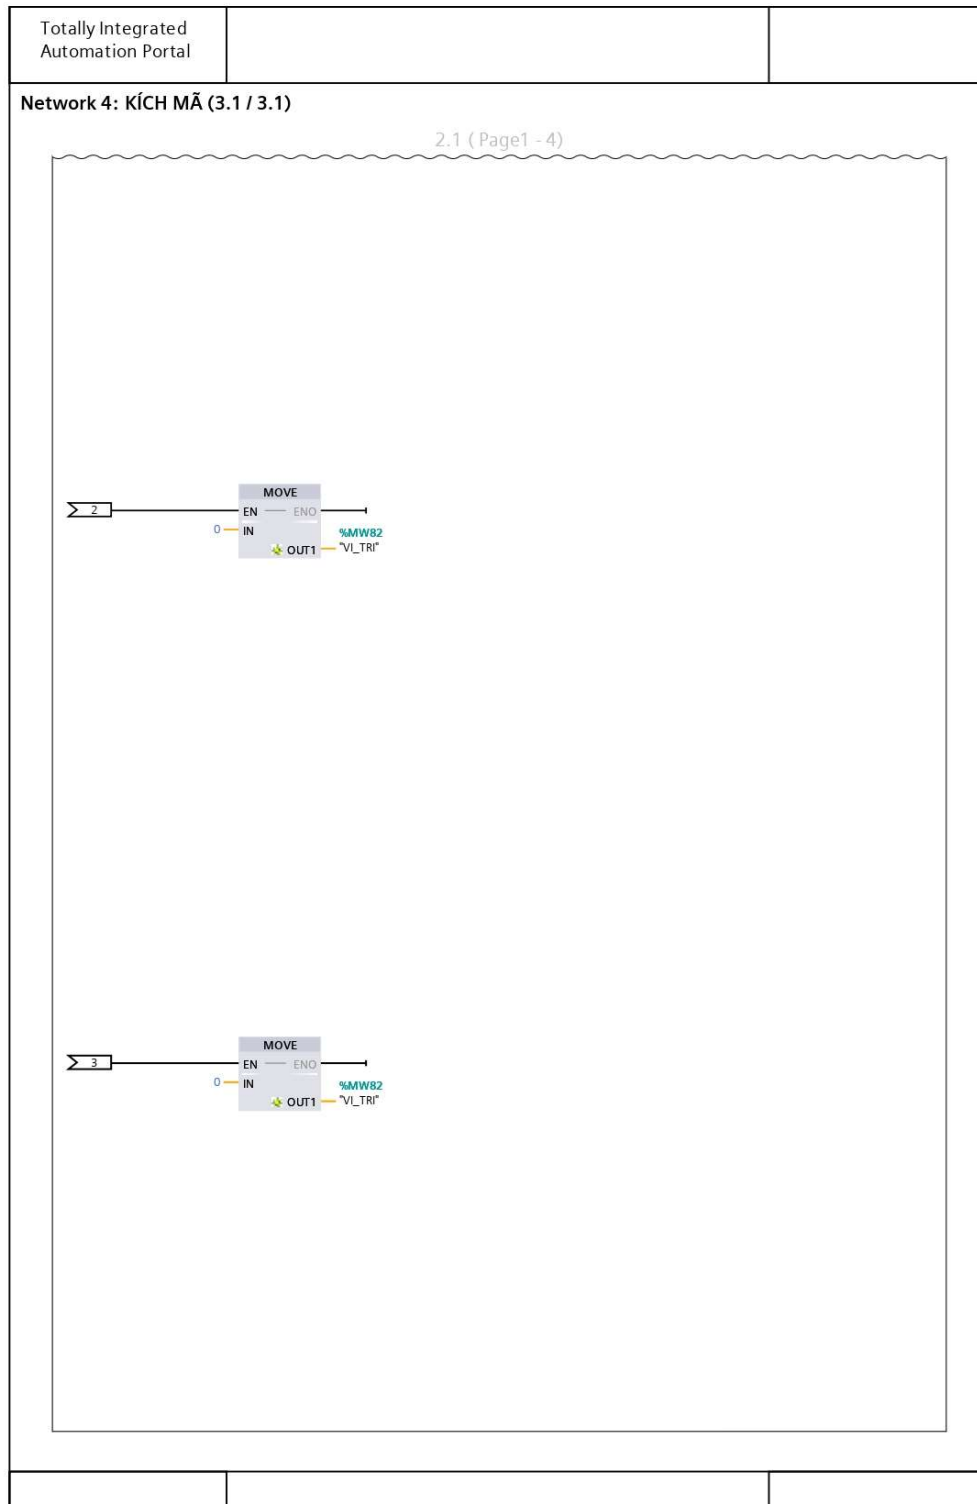 Totally Integrated
Automation Portal
Network 4: KÍCH MÃ (3.1 / 3.1)
2.1 ( Page1 - 4)
MOVE
2
EN
ENO
0
IN
%MW82
OUT1
"VI_TRI"
MOVE
3
EN
ENO
0
IN
%MW82
OUT1
"VI_TRI"